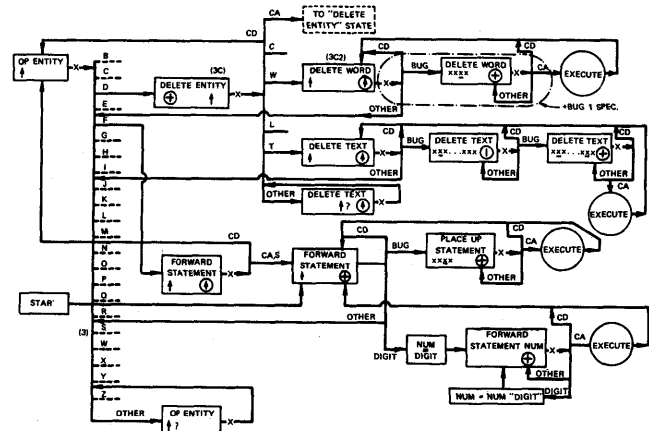 CA
TO "DELETE
ENTITY" STATE
CD
C
OP ENTITY
X
B
C
D
(3C)
DELETE ENTITY
X
W
(3C2)
DELETE WORD
X
CD
BUG
DELETE WORD
xxxx
X
CD
CA
EXECUTE
OTHER
+BUG 1 SPEC.
E
OTHER
F
G
H
I
J
K
L
M
N
O
P
Q
R
S
W
X
Y
Z
L
T
DELETE TEXT
X
CD
BUG
DELETE TEXT
xxx...xxx
X
CD
BUG
DELETE TEXT
xxx...xxx
X
CD
OTHER
OTHER
CA
EXECUTE
OTHER
DELETE TEXT
?
X
CD
FORWARD
STATEMENT
X
CA,S
FORWARD
STATEMENT
CD
BUG
PLACE UP
STATEMENT
xxxx
X
CD
CA
EXECUTE
OTHER
STAR'
(3)
OTHER
DIGIT
NUM =
DIGIT
FORWARD
STATEMENT NUM
X
CD
CA
EXECUTE
OTHER
DIGIT
NUM = NUM "DIGIT"
OTHER
OP ENTITY
?
X